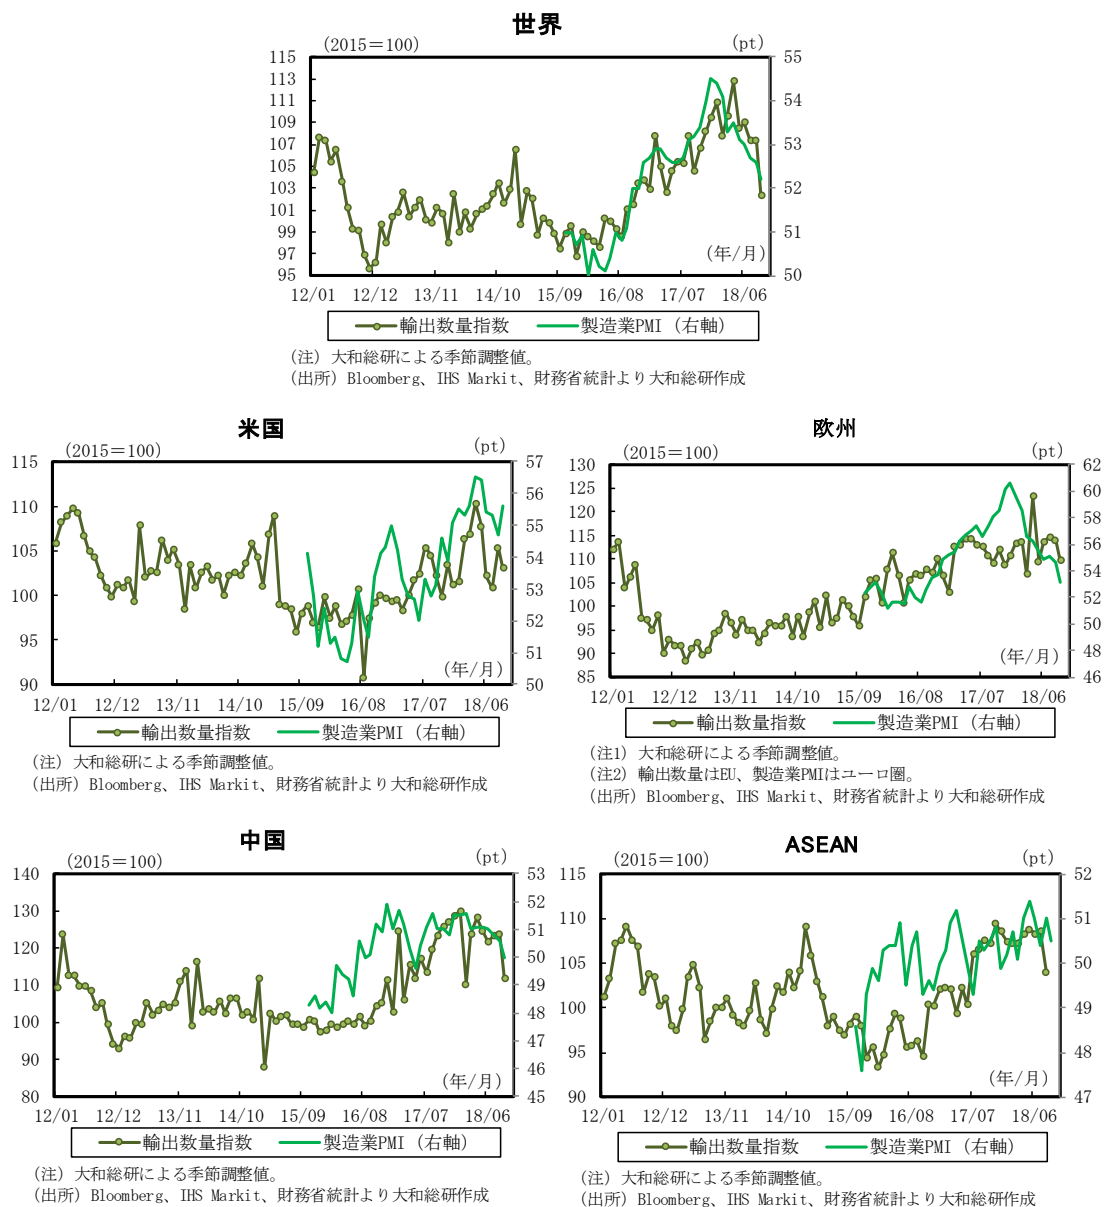 世界
(2015＝100) (pt)
115 55
113
111 54
109
107 53
105
103 52
101
99 51
97
95 50
(年/月)
12/01 12/12 13/11 14/10 15/09 16/08 17/07 18/06
輸出数量指数 製造業PMI（右軸）
（注）大和総研による季節調整値。
（出所）Bloomberg、IHS Markit、財務省統計より大和総研作成
米国
(2015＝100) (pt)
115 57
56
110
55
105 54
53
100
52
95
51
90 50
(年/月)
12/01 12/12 13/11 14/10 15/09 16/08 17/07 18/06
輸出数量指数 製造業PMI（右軸）
（注）大和総研による季節調整値。
（出所）Bloomberg、IHS Markit、財務省統計より大和総研作成
欧州
(2015＝100) (pt)
130 62
125 60
120
58
115
56
110
105 54
100 52
95
50
90 48
85 46
(年/月)
12/01 12/12 13/11 14/10 15/09 16/08 17/07 18/06
輸出数量指数 製造業PMI（右軸）
（注1）大和総研による季節調整値。
（注2）輸出数量はEU、製造業PMIはユーロ圏。
（出所）Bloomberg、IHS Markit、財務省統計より大和総研作成
中国
(2015＝100) (pt)
140 53
52
130
51
120
50
110 49
48
100
47
90
46
80 45
(年/月)
12/01 12/12 13/11 14/10 15/09 16/08 17/07 18/06
輸出数量指数 製造業PMI（右軸）
（注）大和総研による季節調整値。
（出所）Bloomberg、IHS Markit、財務省統計より大和総研作成
ASEAN
(2015＝100) (pt)
115 52
110 51
105 50
100 49
95 48
90 47
(年/月)
12/01 12/12 13/11 14/10 15/09 16/08 17/07 18/06
輸出数量指数 製造業PMI（右軸）
（注）大和総研による季節調整値。
（出所）Bloomberg、IHS Markit、財務省統計より大和総研作成